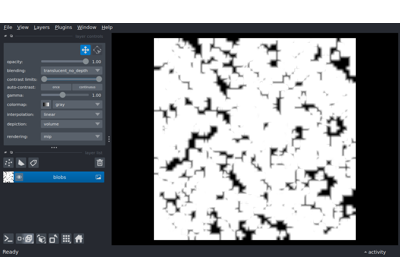 File View Layers Plugins Window Help
opacity: 1.00
blending: translucent_no_depth
contrast limits:
auto-contrast: once continuous
gamma: 1.00
colormap: gray
interpolation: linear
depiction: volume
rendering: mip
blobs
Ready
activity